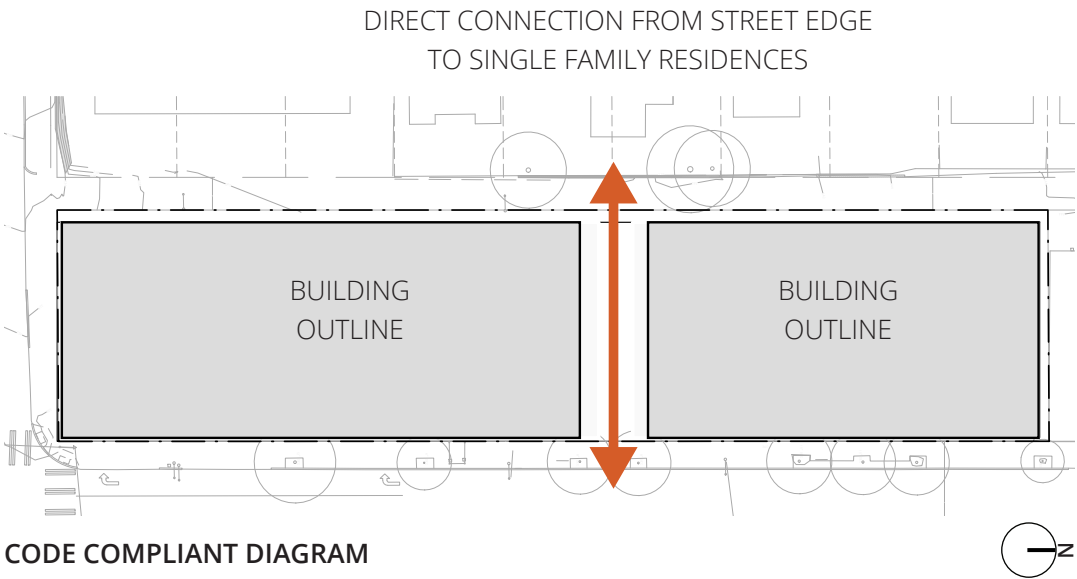 DIRECT CONNECTION FROM STREET EDGE
TO SINGLE FAMILY RESIDENCES
BUILDING
OUTLINE
BUILDING
OUTLINE
CODE COMPLIANT DIAGRAM
N